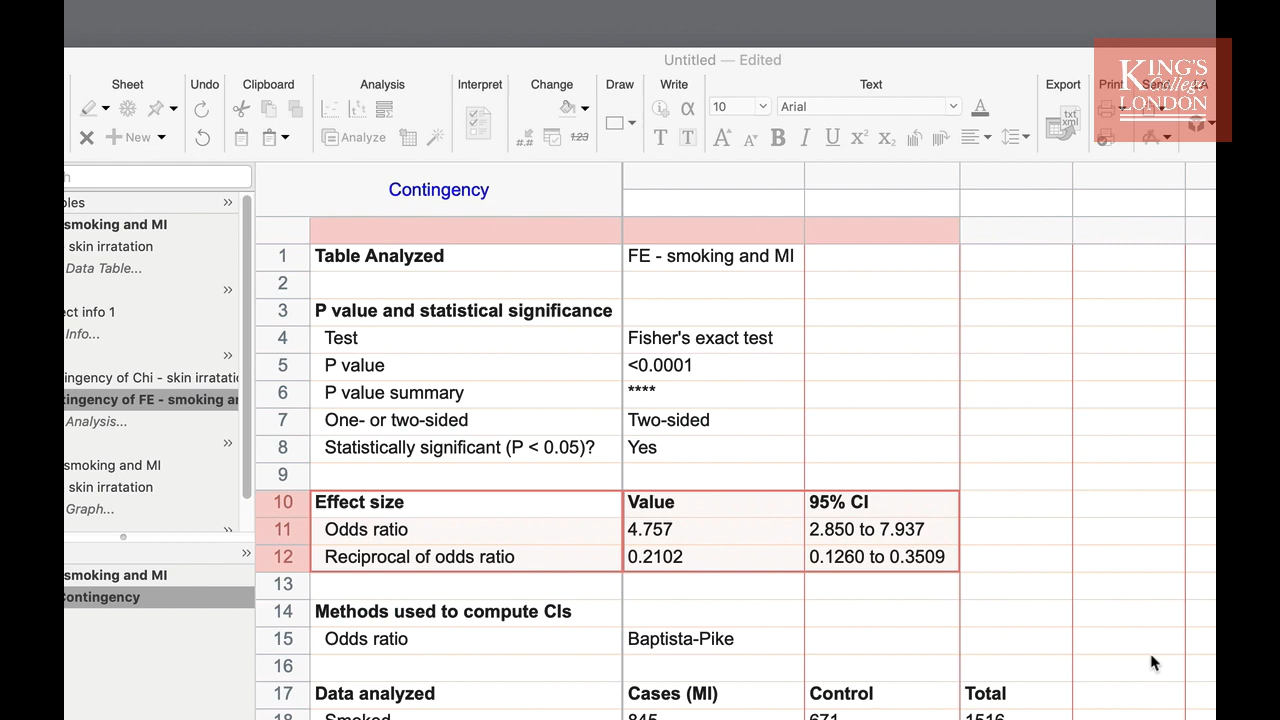 Untitled — Edited
KING'S
College
LONDON
Sheet Undo Clipboard Analysis Interpret Change Draw Write Text Export Print
10 Arial
New Analyze
Contingency
smoking and MI
skin irratation
Data Table...
ect info 1
Info...
ingency of Chi - skin irratatio
tingency of FE - smoking ar
Analysis...
smoking and MI
skin irratation
Graph...
smoking and MI
Contingency
1 Table Analyzed FE - smoking and MI
2
3 P value and statistical significance
4 Test Fisher's exact test
5 P value <0.0001
6 P value summary ****
7 One- or two-sided Two-sided
8 Statistically significant (P < 0.05)? Yes
9
10 Effect size Value 95% CI
11 Odds ratio 4.757 2.850 to 7.937
12 Reciprocal of odds ratio 0.2102 0.1260 to 0.3509
13
14 Methods used to compute CIs
15 Odds ratio Baptista-Pike
16
17 Data analyzed Cases (MI) Control Total
18 Smoked 845 671 1516